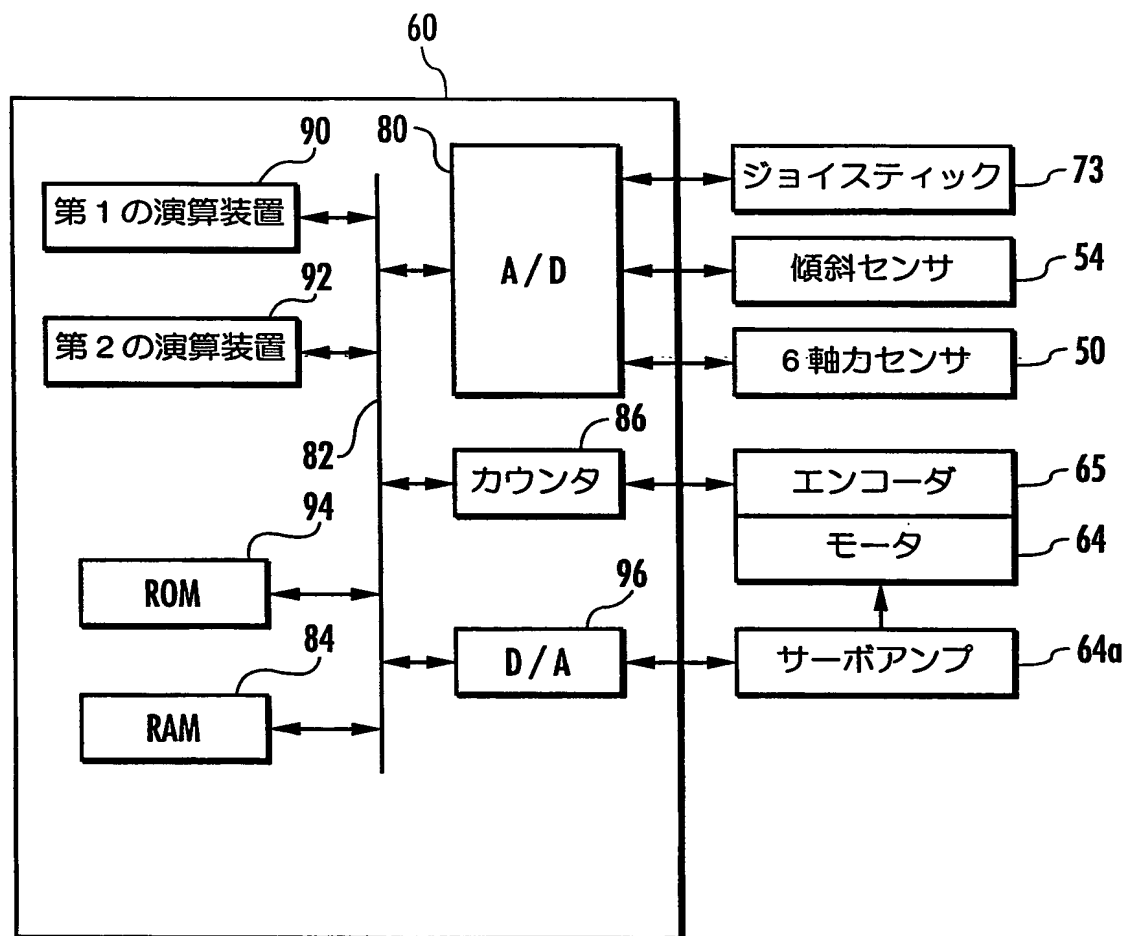 60
90
80
第1の演算装置
ジョイスティック
73
A/D
傾斜センサ
54
92
第2の演算装置
6軸力センサ
50
82
86
カウンタ
エンコーダ
65
94
モータ
64
ROM
96
84
D/A
サーボアンプ
64a
RAM